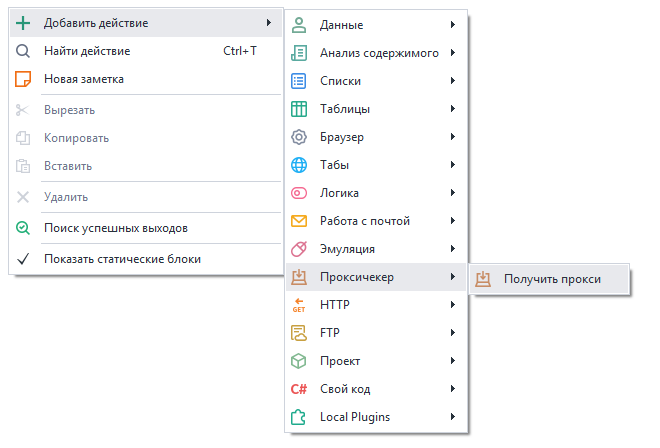 Добавить действие
Найти действие Ctrl+T
Новая заметка
Вырезать
Копировать
Вставить
Удалить
Поиск успешных выходов
Показать статические блоки
Данные
Анализ содержимого
Списки
Таблицы
Браузер
Табы
Логика
Работа с почтой
Эмуляция
Проксичекер
GET HTTP
FTP
Проект
C# Свой код
Local Plugins
Получить прокси